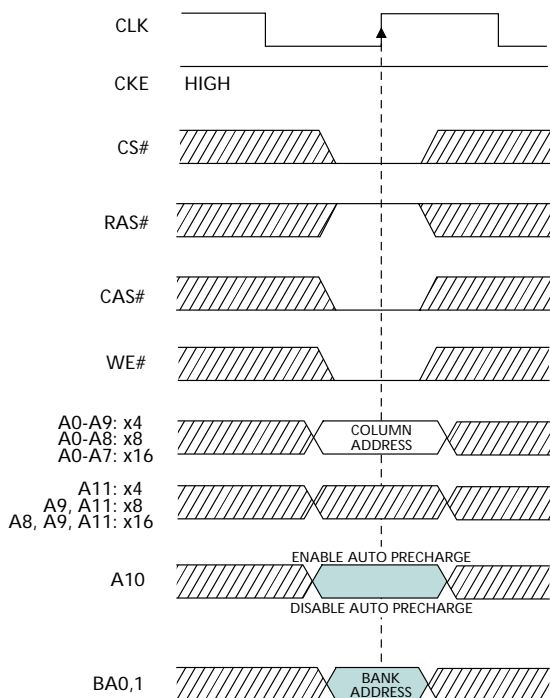 CLK
CKE HIGH
CS#
RAS#
CAS#
WE#
A0-A9: x4
A0-A8: x8
A0-A7: x16
COLUMN
ADDRESS
A11: x4
A9, A11: x8
A8, A9, A11: x16
ENABLE AUTO PRECHARGE
A10
DISABLE AUTO PRECHARGE
BA0,1
BANK
ADDRESS